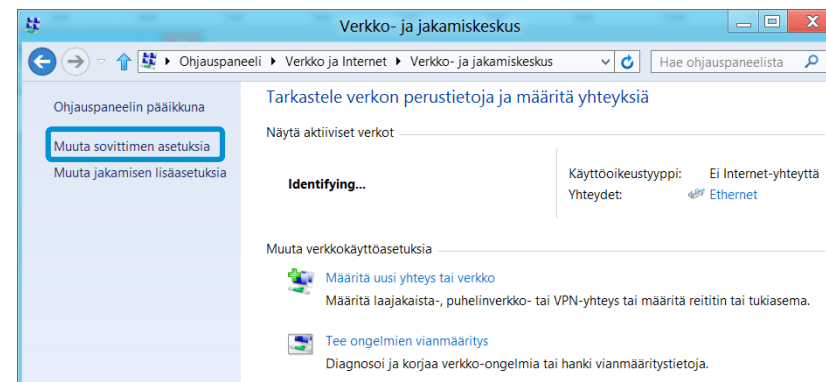 Verkko- ja jakamiskeskus
Ohjauspaneeli Verkko ja Internet Verkko- ja jakamiskeskus
Hae ohjauspaneelista
Ohjauspaneelin pääikkuna
Muuta sovittimen asetuksia
Muuta jakamisen lisäasetuksia
Tarkastele verkon perustietoja ja määritä yhteyksiä
Näytä aktiiviset verkot
Identifying...
Käyttöoikeustyyppi: Ei Internet-yhteyttä
Yhteydet: Ethernet
Muuta verkkokäyttöasetuksia
Määritä uusi yhteys tai verkko
Määritä laajakaista-, puhelinverkko- tai VPN-yhteys tai määritä reititin tai tukiasema.
Tee ongelmien vianmääritys
Diagnosoi ja korjaa verkko-ongelmia tai hanki vianmääritystietoja.